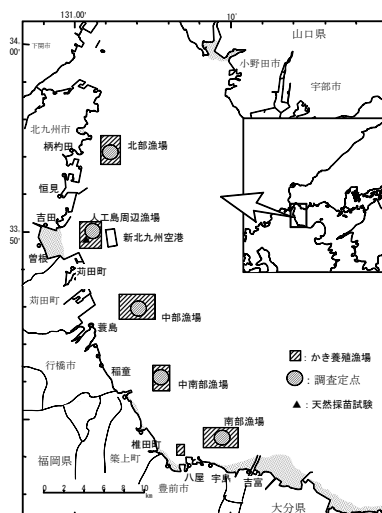 131.00′
10′
34.
00′
山口県
下関市
小野田市
宇部市
北九州市
柄杓田
北部漁場
恒見
吉田
人工島周辺漁場
33.
50′
新北九州空港
曽根
苅田町
苅田町
中部漁場
蓑島
行橋市
稲童
中南部漁場
南部漁場
椎田町
福岡県
築上町
八屋
宇島
吉富
豊前市
大分県
：かき養殖漁場
：調査定点
：天然採苗試験
0 2 4 6 8 10
km